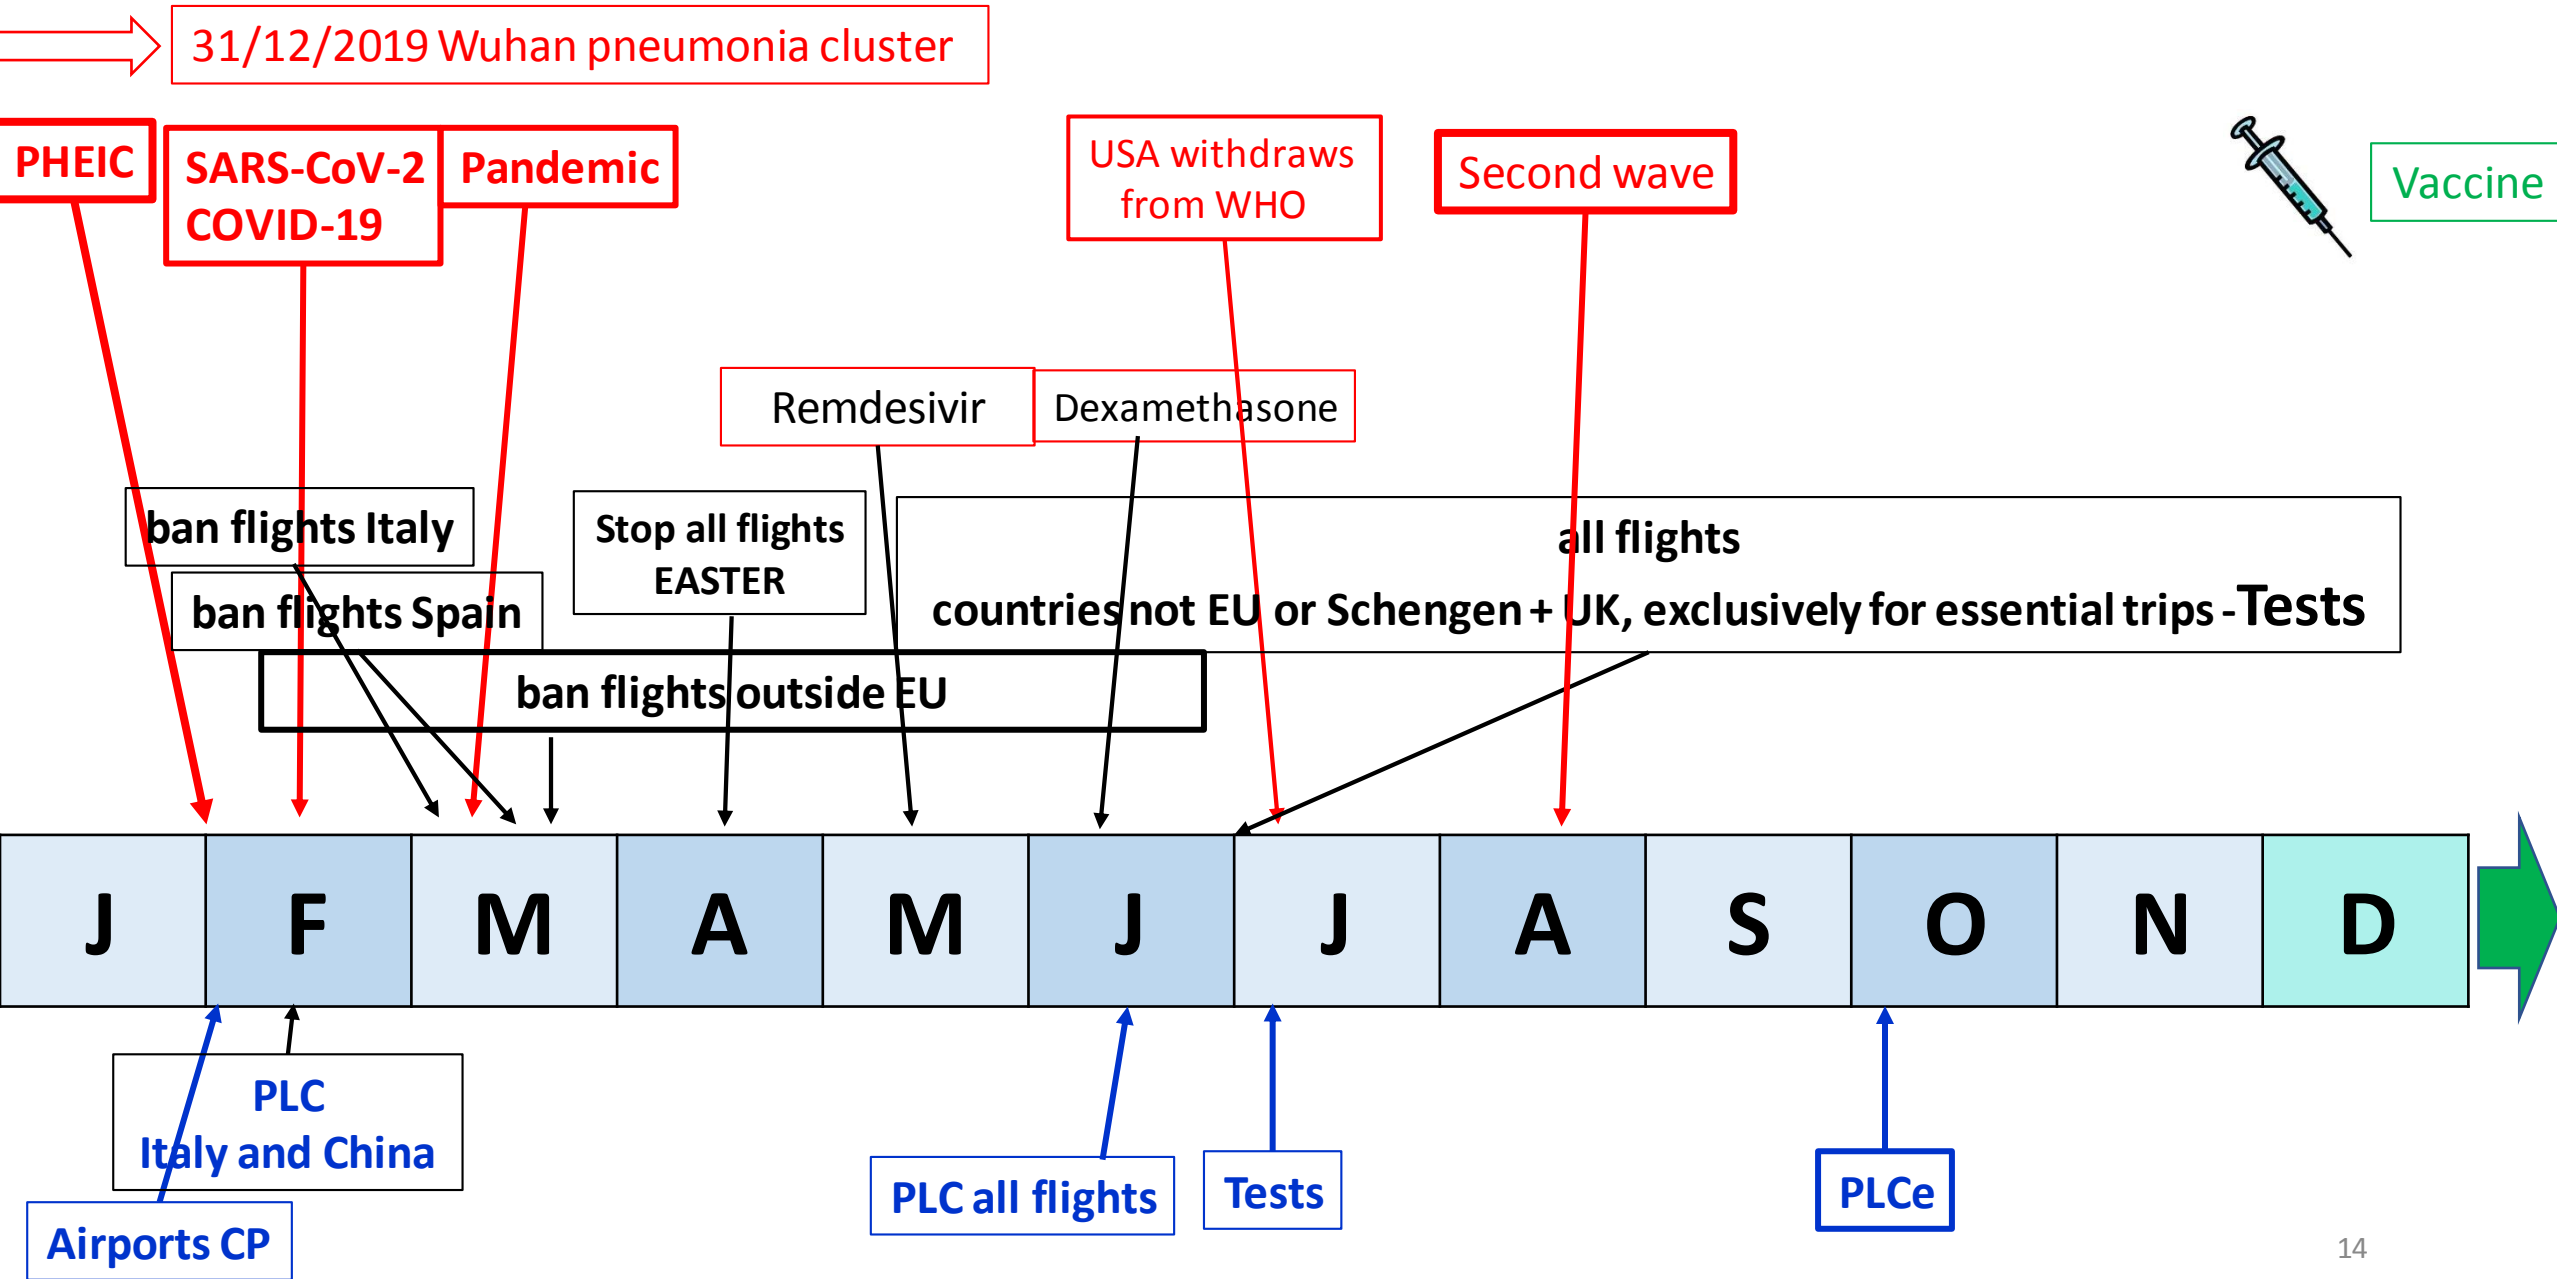 31/12/2019 Wuhan pneumonia cluster
PHEIC
SARS-CoV-2
COVID-19
Pandemic
USA withdraws
from WHO
Second wave
Vaccine
Remdesivir
Dexamethasone
ban flights Italy
ban flights Spain
Stop all flights
EASTER
all flights
countries not EU or Schengen + UK, exclusively for essential trips -Tests
ban flights outside EU
J F M A M J J A S O N D
PLC
Italy and China
Airports CP
PLC all flights
Tests
PLCe
14